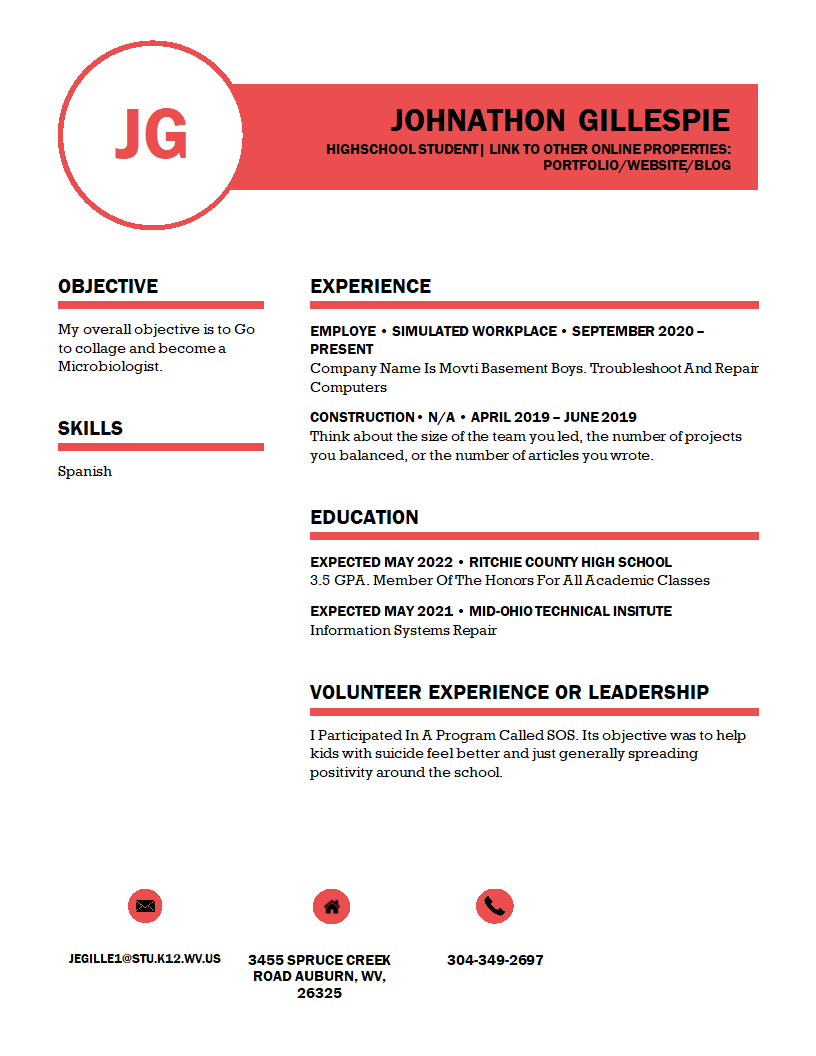 JG
JOHNATHON GILLESPIE
HIGHSCHOOL STUDENT| LINK TO OTHER ONLINE PROPERTIES:
PORTFOLIO/WEBSITE/BLOG
OBJECTIVE
My overall objective is to Go
to collage and become a
Microbiologist.
SKILLS
Spanish
EXPERIENCE
EMPLOYE • SIMULATED WORKPLACE • SEPTEMBER 2020 –
PRESENT
Company Name Is Movti Basement Boys. Troubleshoot And Repair
Computers
CONSTRUCTION • N/A • APRIL 2019 – JUNE 2019
Think about the size of the team you led, the number of projects
you balanced, or the number of articles you wrote.
EDUCATION
EXPECTED MAY 2022 • RITCHIE COUNTY HIGH SCHOOL
3.5 GPA. Member Of The Honors For All Academic Classes
EXPECTED MAY 2021 • MID-OHIO TECHNICAL INSITUTE
Information Systems Repair
VOLUNTEER EXPERIENCE OR LEADERSHIP
I Participated In A Program Called SOS. Its objective was to help
kids with suicide feel better and just generally spreading
positivity around the school.
JEGILLE1@STU.K12.WV.US
3455 SPRUCE CREEK
ROAD AUBURN, WV,
26325
304-349-2697